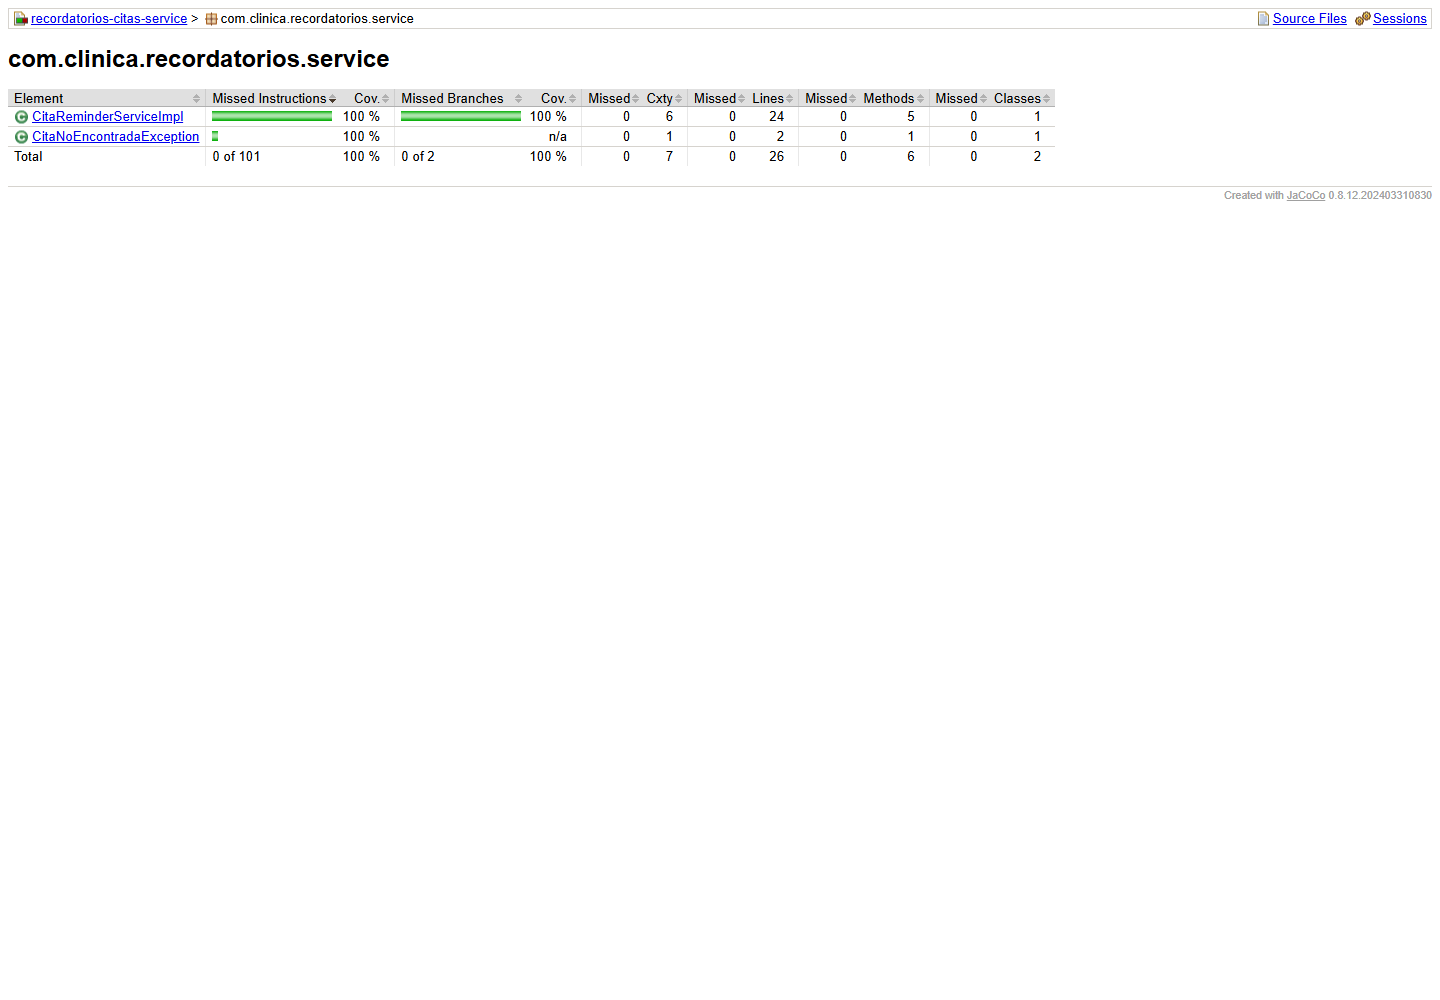 recordatorios-citas-service > com.clinica.recordatorios.service Source Files Sessions
com.clinica.recordatorios.service
Element Missed Instructions Cov. Missed Branches Cov. Missed Cxty Missed Lines Missed Methods Missed Classes
CitaReminderServiceImpl 100 % 100 % 0 6 0 24 0 5 0 1
CitaNoEncontradaException 100 % n/a 0 1 0 2 0 1 0 1
Total 0 of 101 100 % 0 of 2 100 % 0 7 0 26 0 6 0 2
Created with JaCoCo 0.8.12.202403310830